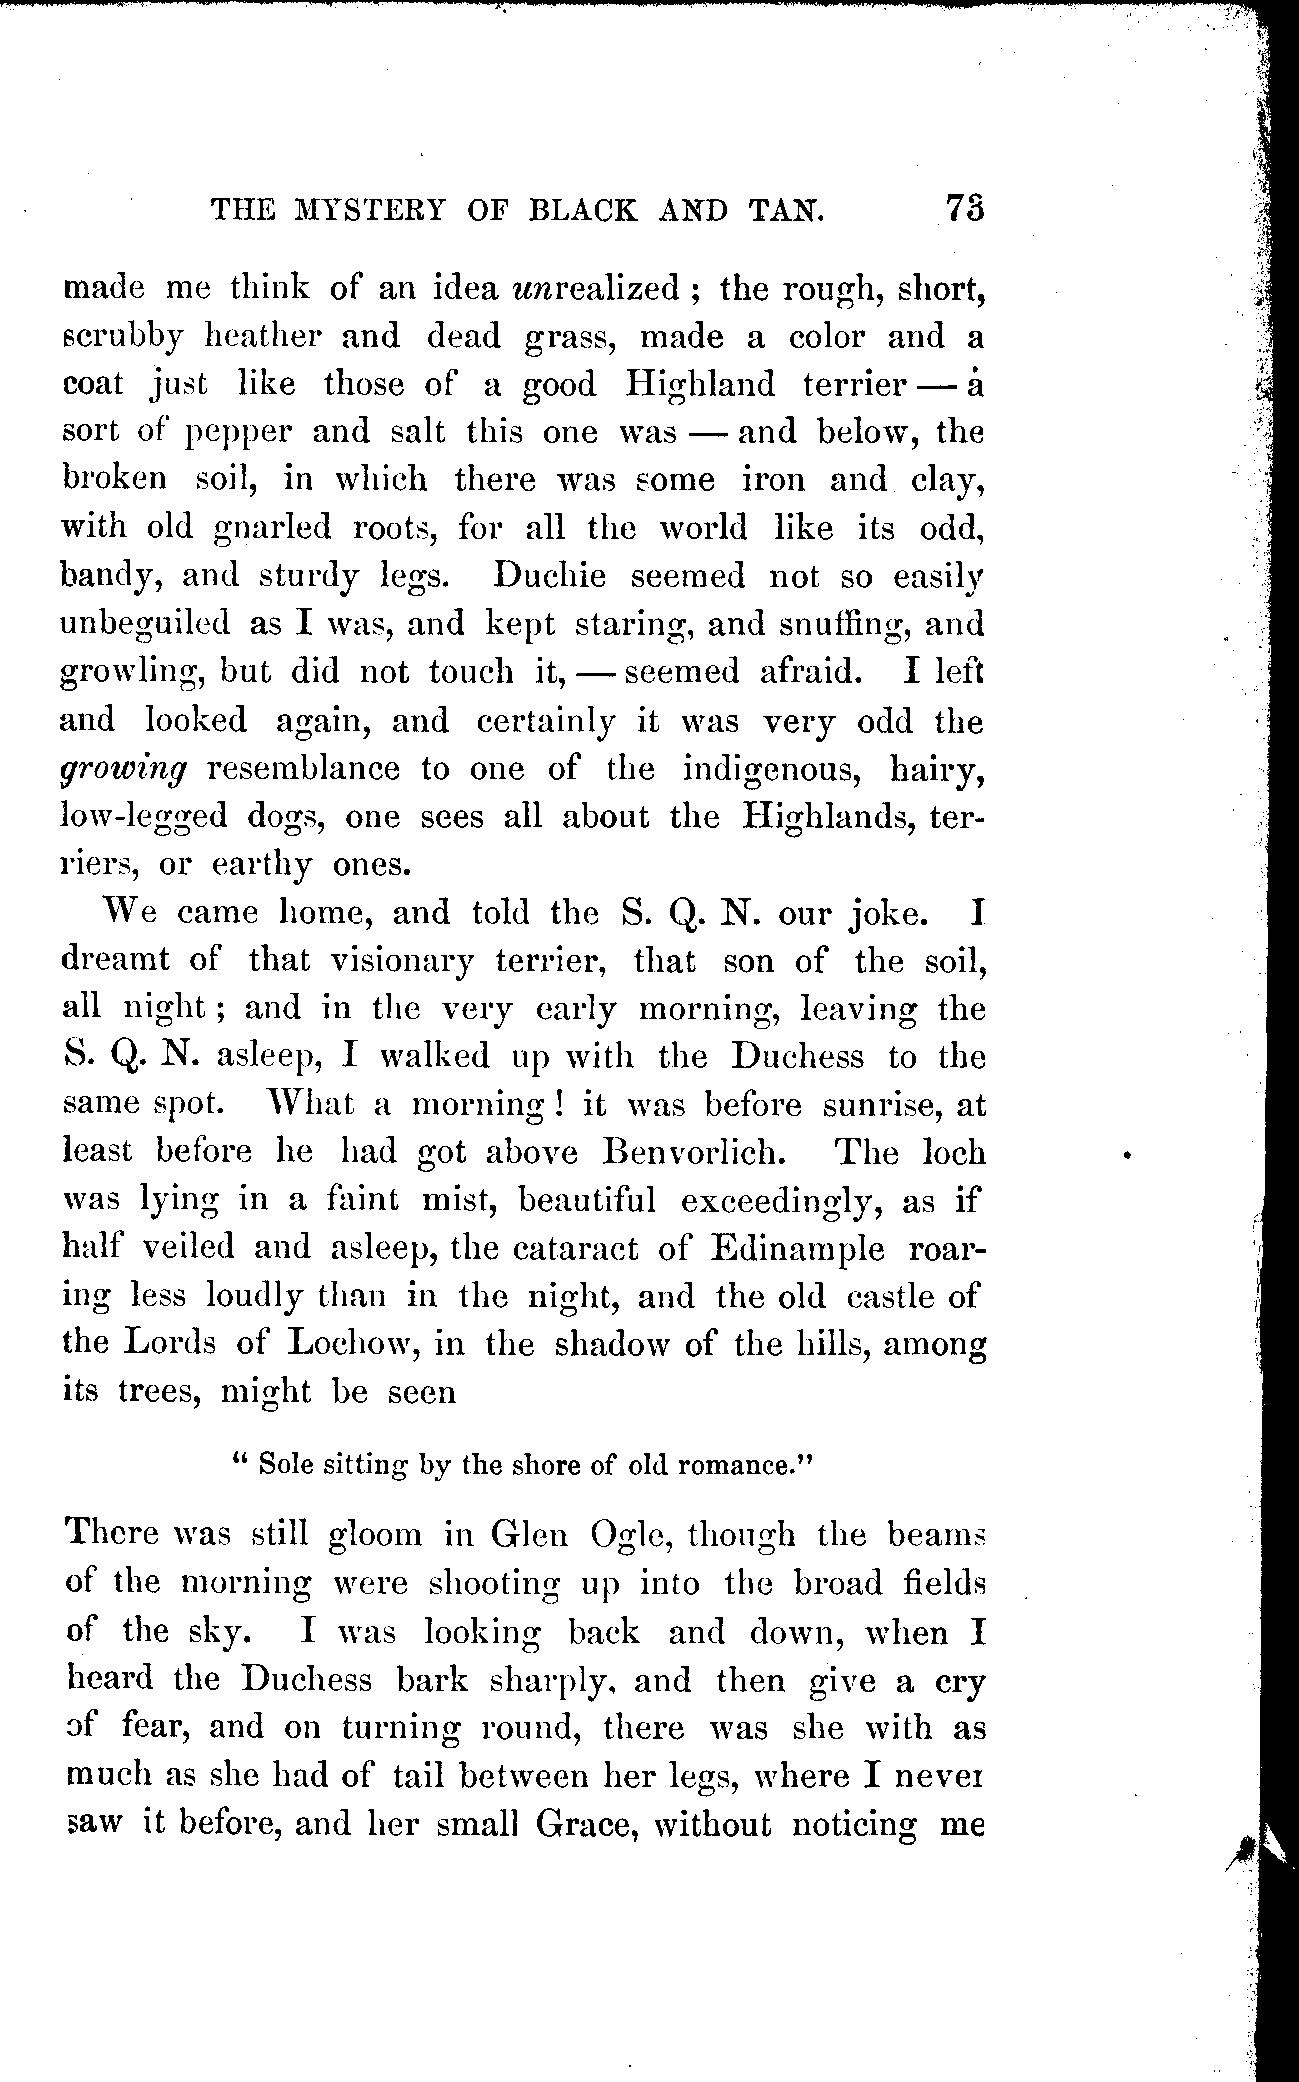 THE MYSTERY OF BLACK AND TAN. 73
made me think of an idea unrealized ; the rough, short,
scrubby heather and dead grass, made a color and a
coat just like those of a good Highland terrier — a
sort of pepper and salt this one was — and below, the
broken soil, in which there was some iron and clay,
with old gnarled roots, for all the world like its odd,
bandy, and sturdy legs. Duchie seemed not so easily
unbeguiled as I was, and kept staring, and snuffing, and
growling, but did not touch it, — seemed afraid. I left
and looked again, and certainly it was very odd the
growing resemblance to one of the indigenous, hairy,
low-legged dogs, one sees all about the Highlands, ter-
riers, or earthy ones.
We came home, and told the S. Q. N. our joke. I
dreamt of that visionary terrier, that son of the soil,
all night ; and in the very early morning, leaving the
S. Q. N. asleep, I walked up with the Duchess to the
same spot. What a morning ! it was before sunrise, at
least before he had got above Benvorlich. The loch
was lying in a faint mist, beautiful exceedingly, as if
half veiled and asleep, the cataract of Edinample roar-
ing less loudly than in the night, and the old castle of
the Lords of Lochow, in the shadow of the hills, among
its trees, might be seen
" Sole sitting by the shore of old romance."
There was still gloom in Glen Ogle, though the beams
of the morning were shooting up into the broad fields
of the sky. I was looking back and down, when I
heard the Duchess bark sharply, and then give a cry
of fear, and on turning round, there was she with as
much as she had of tail between her legs, where I never
saw it before, and her small Grace, without noticing me